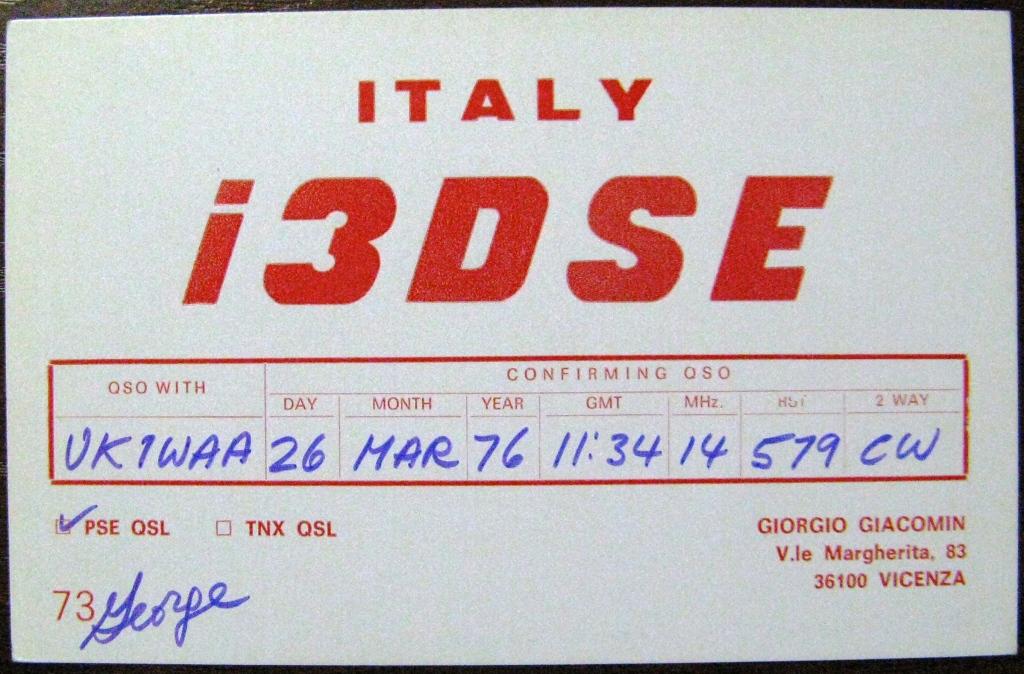 ITALY
i3DSE
QSO WITH
CONFIRMING QSO
DAY MONTH YEAR GMT MHz. RST 2 WAY
UK1WAA 26 MAR 76 11:34 14 579 CW
PSE QSL TNX QSL
73 George
GIORGIO GIACOMIN
V.le Margherita, 83
36100 VICENZA